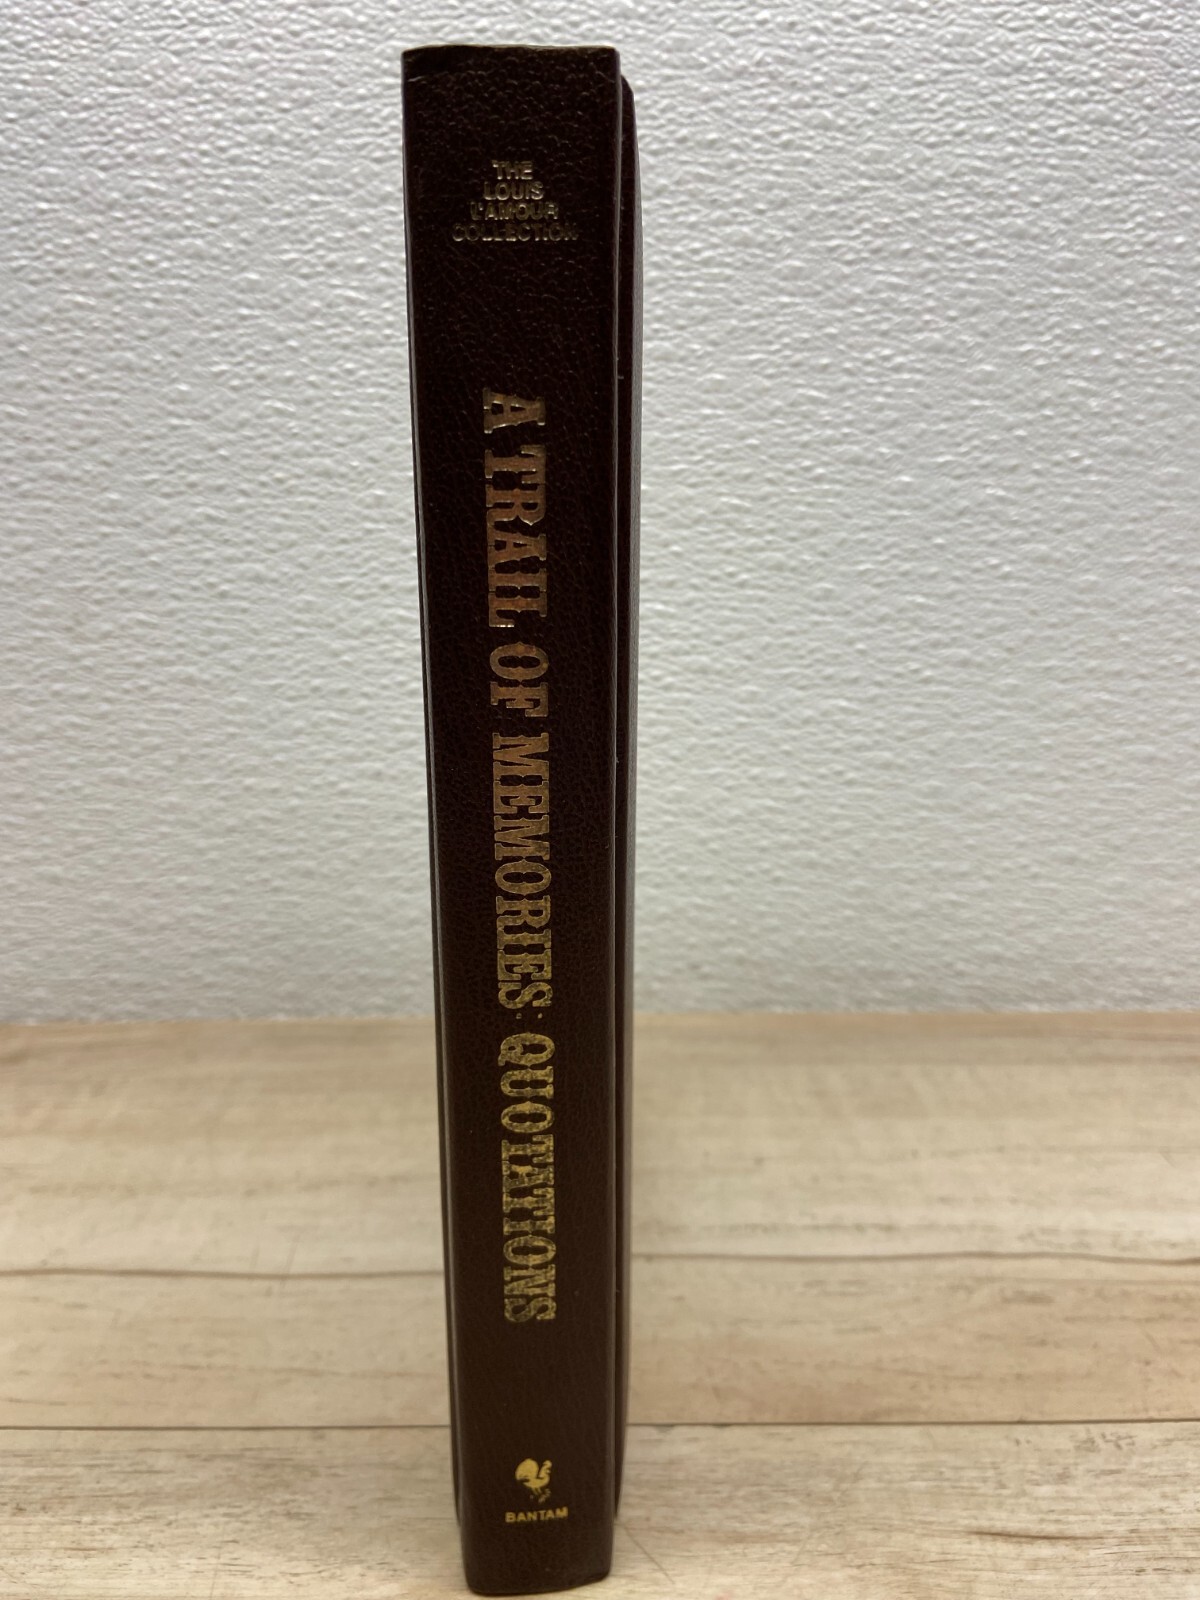 THE
LOUIS
L'AMOUR
COLLECTION
A TRAIL OF MEMORIES: QUOTATIONS
BANTAM